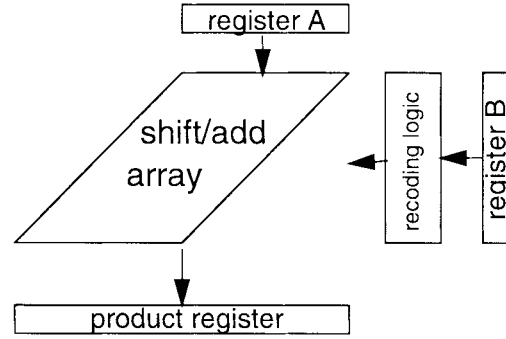 register A
shift/add
array
recoding logic
register B
product register